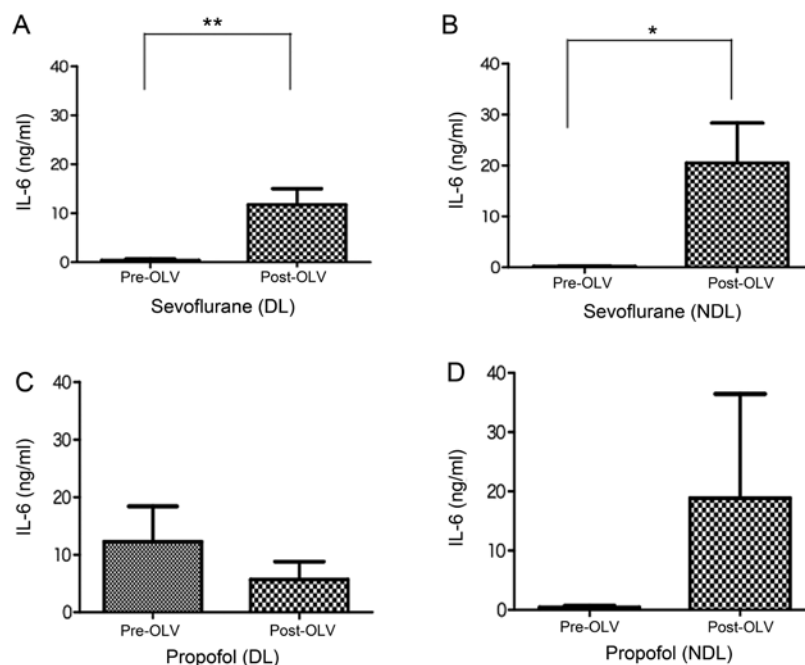 A
**
IL-6 (ng/ml)
40
30
20
10
0
Pre-OLV Post-OLV
Sevoflurane (DL)
B
*
IL-6 (ng/ml)
40
30
20
10
0
Pre-OLV Post-OLV
Sevoflurane (NDL)
C
IL-6 (ng/ml)
40
30
20
10
0
Pre-OLV Post-OLV
Propofol (DL)
D
IL-6 (ng/ml)
40
30
20
10
0
Pre-OLV Post-OLV
Propofol (NDL)